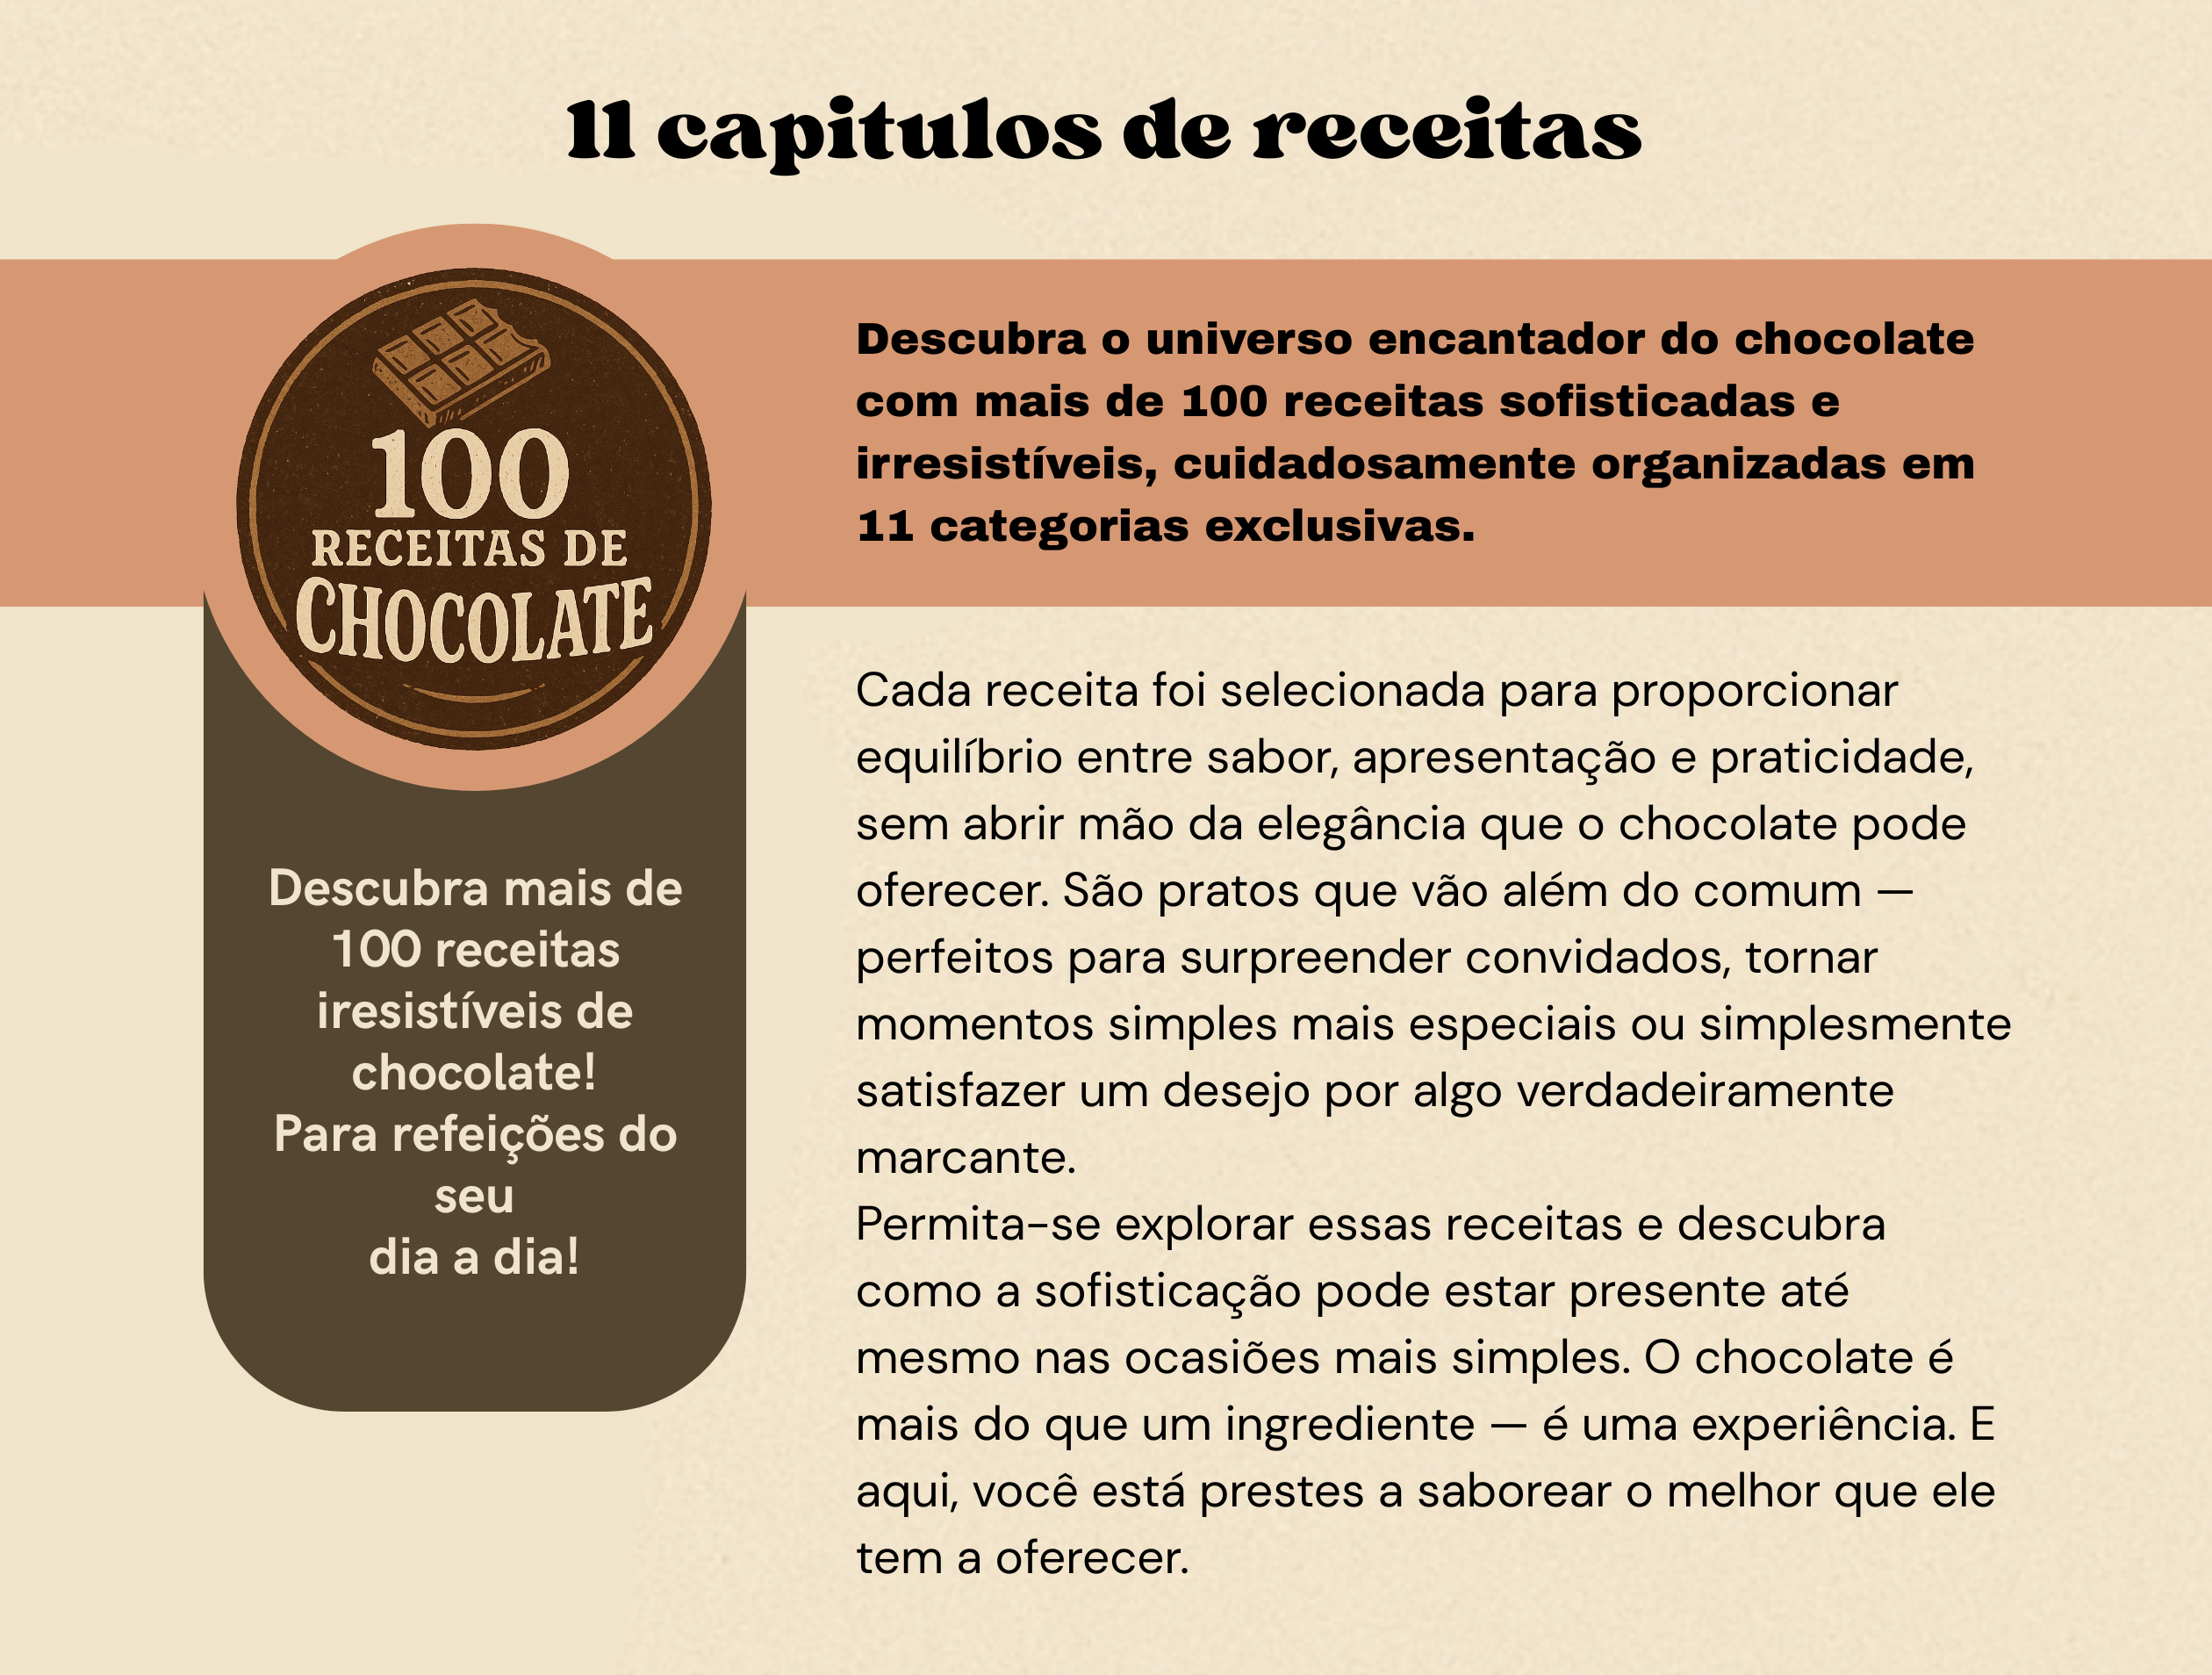 11 capitulos de receitas
100
RECEITAS DE
CHOCOLATE
Descubra o universo encantador do chocolate
com mais de 100 receitas sofisticadas e
irresistíveis, cuidadosamente organizadas em
11 categorias exclusivas.
Descubra mais de
100 receitas
iresistíveis de
chocolate!
Para refeições do
seu
dia a dia!
Cada receita foi selecionada para proporcionar
equilíbrio entre sabor, apresentação e praticidade,
sem abrir mão da elegância que o chocolate pode
oferecer. São pratos que vão além do comum —
perfeitos para surpreender convidados, tornar
momentos simples mais especiais ou simplesmente
satisfazer um desejo por algo verdadeiramente
marcante.
Permita-se explorar essas receitas e descubra
como a sofisticação pode estar presente até
mesmo nas ocasiões mais simples. O chocolate é
mais do que um ingrediente — é uma experiência. E
aqui, você está prestes a saborear o melhor que ele
tem a oferecer.